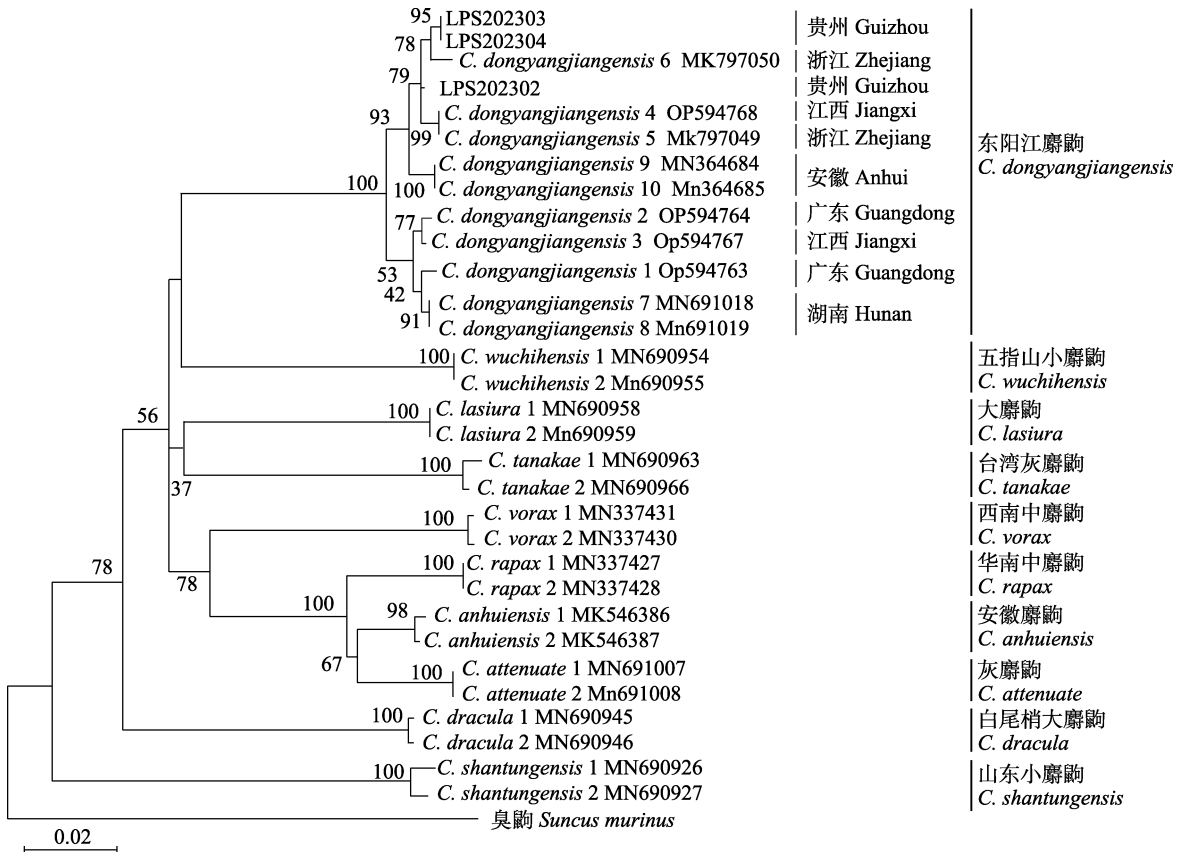 95 LPS202303
LPS202304
贵州 Guizhou
78
C. dongyangjiangensis 6 MK797050 浙江 Zhejiang
79
LPS202302 贵州 Guizhou
C. dongyangjiangensis 4 OP594768 江西 Jiangxi
93
99 C. dongyangjiangensis 5 Mk797049 浙江 Zhejiang
东阳江麝鼩
C. dongyangjiangensis
C. dongyangjiangensis 9 MN364684
100 100 C. dongyangjiangensis 10 Mn364685
安徽 Anhui
C. dongyangjiangensis 2 OP594764 广东 Guangdong
77
C. dongyangjiangensis 3 Op594767 江西 Jiangxi
53
C. dongyangjiangensis 1 Op594763 广东 Guangdong
42
C. dongyangjiangensis 7 MN691018
91 C. dongyangjiangensis 8 Mn691019
湖南 Hunan
100 C. wuchihensis 1 MN690954
C. wuchihensis 2 Mn690955
五指山小麝鼩
C. wuchihensis
56
100 C. lasiura 1 MN690958
C. lasiura 2 Mn690959
大麝鼩
C. lasiura
37
100 C. tanakae 1 MN690963
C. tanakae 2 MN690966
台湾灰麝鼩
C. tanakae
100 C. vorax 1 MN337431
C. vorax 2 MN337430
西南中麝鼩
C. vorax
78
78
100 C. rapax 1 MN337427
C. rapax 2 MN337428
华南中麝鼩
C. rapax
100
98 C. anhuiensis 1 MK546386
C. anhuiensis 2 MK546387
安徽麝鼩
C. anhuiensis
67
100 C. attenuate 1 MN691007
C. attenuate 2 Mn691008
灰麝鼩
C. attenuate
100 C. dracula 1 MN690945
C. dracula 2 MN690946
白尾梢大麝鼩
C. dracula
100 C. shantungensis 1 MN690926
C. shantungensis 2 MN690927
山东小麝鼩
C. shantungensis
臭鼩 Suncus murinus
0.02